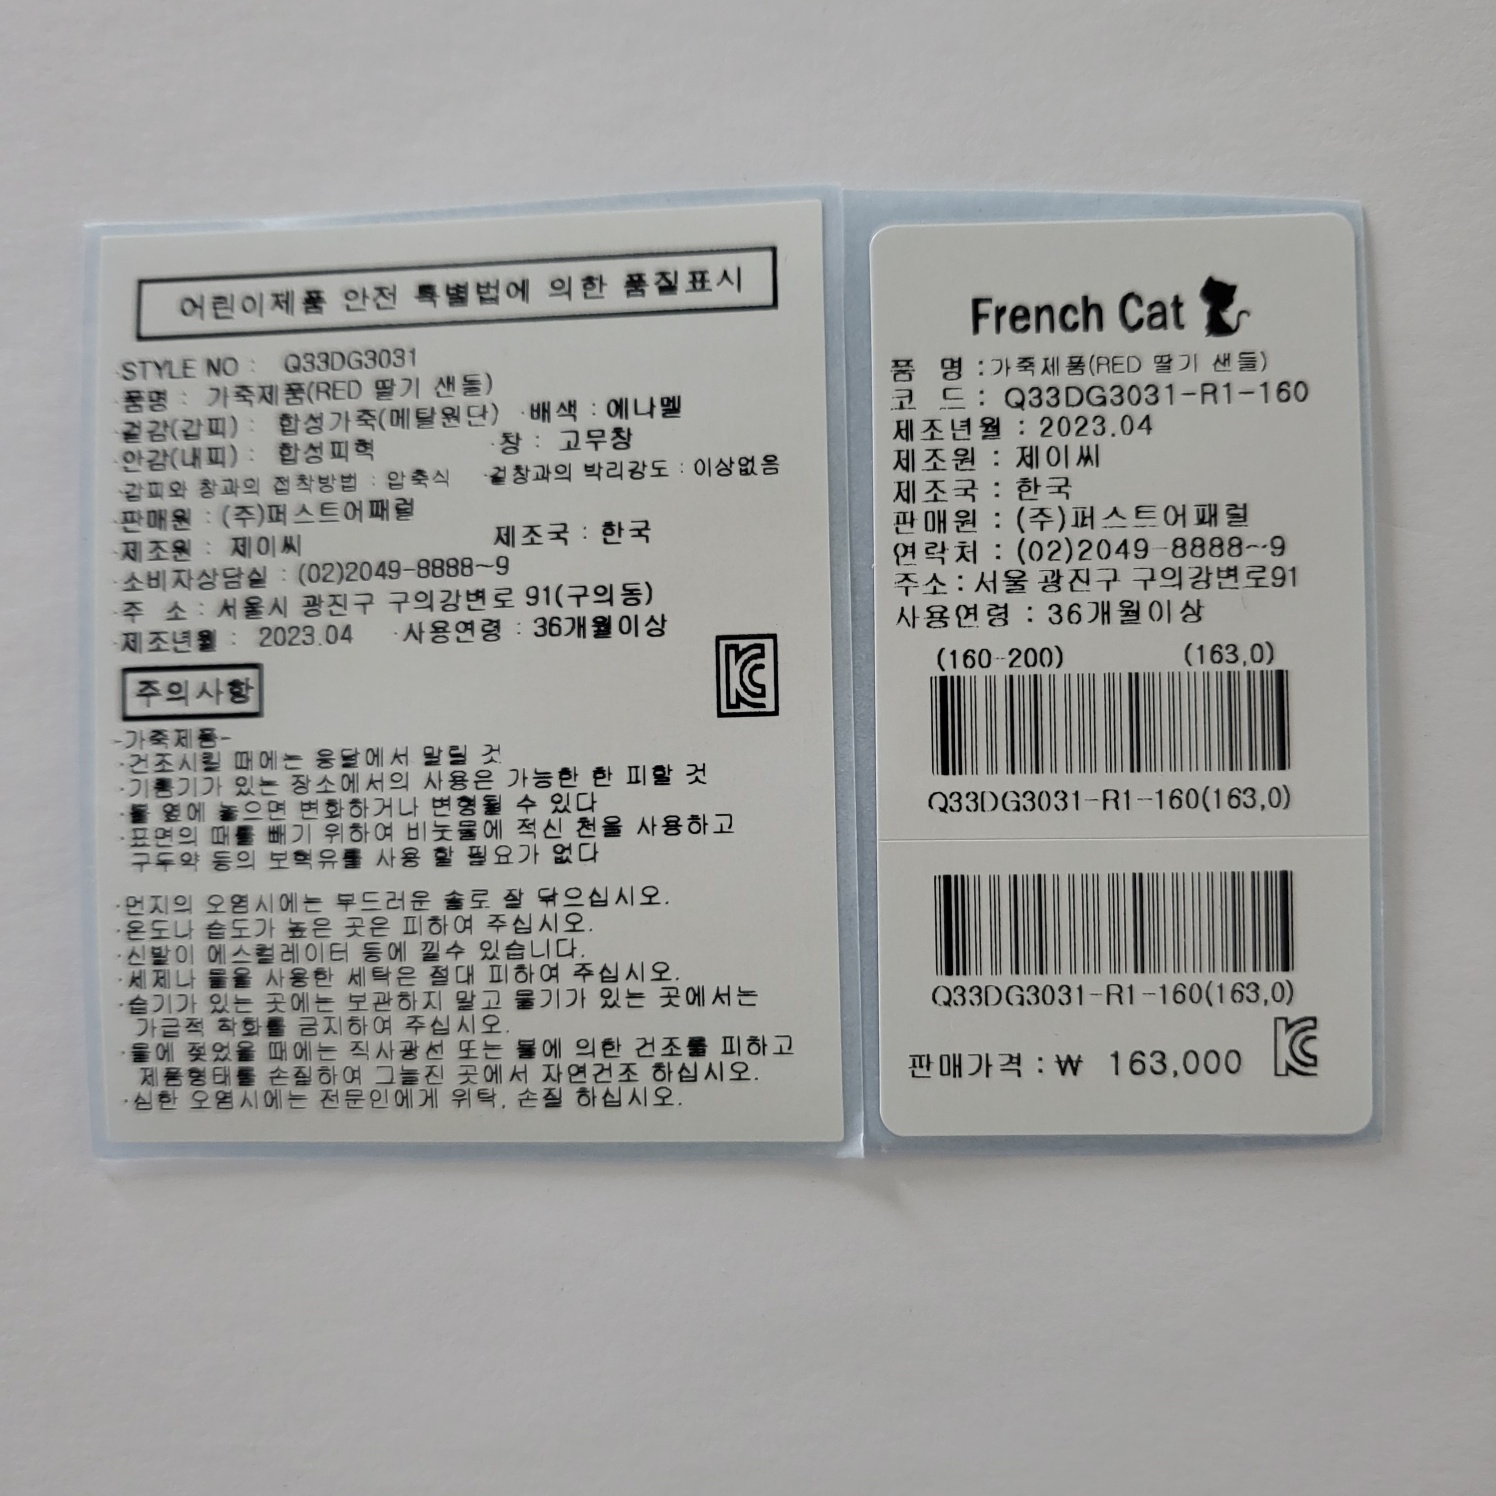 어린이제품 안전 특별법에 의한 품질표시
·STYLE NO : Q33DG3031
·품명 : 가죽제품(RED 딸기 샌들)
·겉감(갑피) : 합성가죽(메탈원단) ·배색 : 에나멜
·안감(내피) : 합성피혁 ·창 : 고무창
·갑피와 창과의 접착방법 : 압축식 ·겉창과의 박리강도 : 이상없음
·판매원 : (주)퍼스트어패럴
·제조원 : 제이씨 제조국 : 한국
·소비자상담실 : (02)2049-8888~9
·주 소 : 서울시 광진구 구의강변로 91(구의동)
·제조년월 : 2023.04 ·사용연령 : 36개월이상
주의사항
-가죽제품-
·건조시킬 때에는 응달에서 말릴 것
·기름기가 있는 장소에서의 사용은 가능한 한 피할 것
·불 옆에 놓으면 변화하거나 변형될 수 있다
·표면의 때를 빼기 위하여 비눗물에 적신 천을 사용하고
구두약 등의 보혁유를 사용 할 필요가 없다
·먼지의 오염시에는 부드러운 솔로 잘 닦으십시오.
·온도나 습도가 높은 곳은 피하여 주십시오.
·신발이 에스컬레이터 등에 낄수 있습니다.
·세제나 물을 사용한 세탁은 절대 피하여 주십시오.
·습기가 있는 곳에는 보관하지 말고 물기가 있는 곳에서는
가급적 착화를 금지하여 주십시오.
·물에 젖었을 때에는 직사광선 또는 불에 의한 건조를 피하고
제품형태를 손질하여 그늘진 곳에서 자연건조 하십시오.
·심한 오염시에는 전문인에게 위탁, 손질 하십시오.
French Cat
품 명 : 가죽제품(RED 딸기 샌들)
코 드 : Q33DG3031-R1-160
제조년월 : 2023.04
제조원 : 제이씨
제조국 : 한국
판매원 : (주)퍼스트어패럴
연락처 : (02)2049-8888~9
주소 : 서울 광진구 구의강변로91
사용연령 : 36개월이상
(160-200) (163,0)
Q33DG3031-R1-160(163,0)
Q33DG3031-R1-160(163,0)
판매가격 : ₩ 163,000